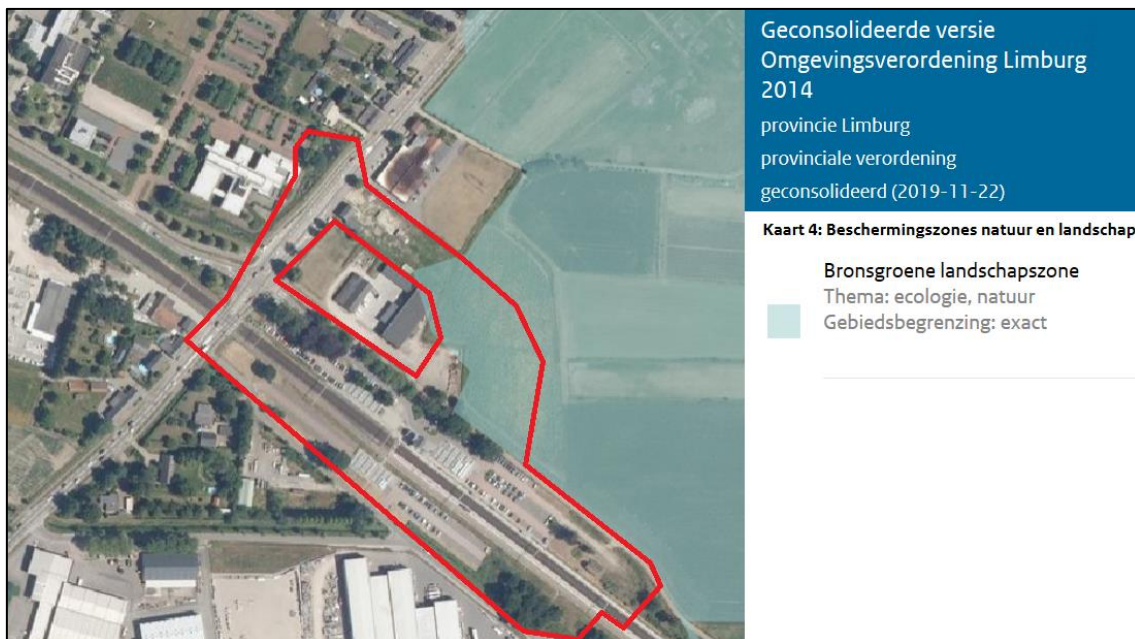 Geconsolideerde versie
Omgevingsverordening Limburg
2014
provincie Limburg
provinciale verordening
geconsolideerd (2019-11-22)
Kaart 4: Beschermingszones natuur en landschap
Bronsgroene landschapszone
Thema: ecologie, natuur
Gebiedsbegrenzing: exact